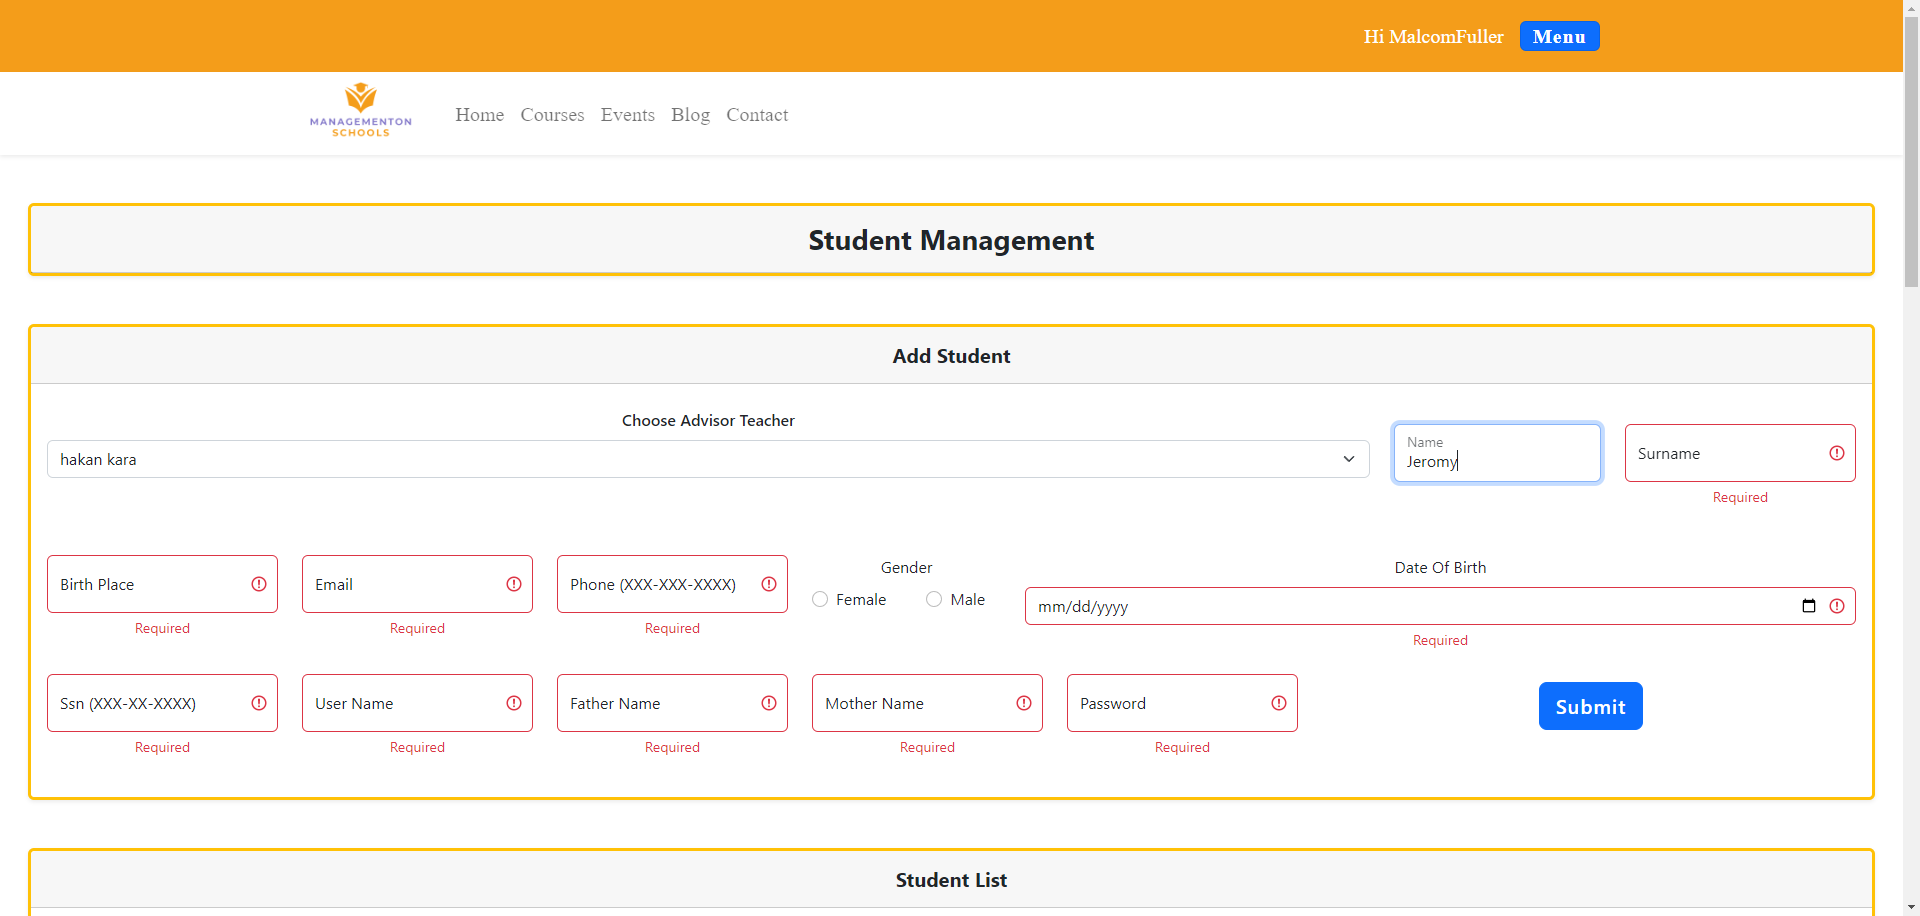 Hi MalcomFuller
Menu
MANAGEMENTON
SCHOOLS
Home Courses Events Blog Contact
Student Management
Add Student
Choose Advisor Teacher
hakan kara
Name
Jeromy
Surname
Required
Birth Place
Required
Email
Required
Phone (XXX-XXX-XXXX)
Required
Gender
Female Male
Date Of Birth
mm/dd/yyyy
Required
Ssn (XXX-XX-XXXX)
Required
User Name
Required
Father Name
Required
Mother Name
Required
Password
Required
Submit
Student List